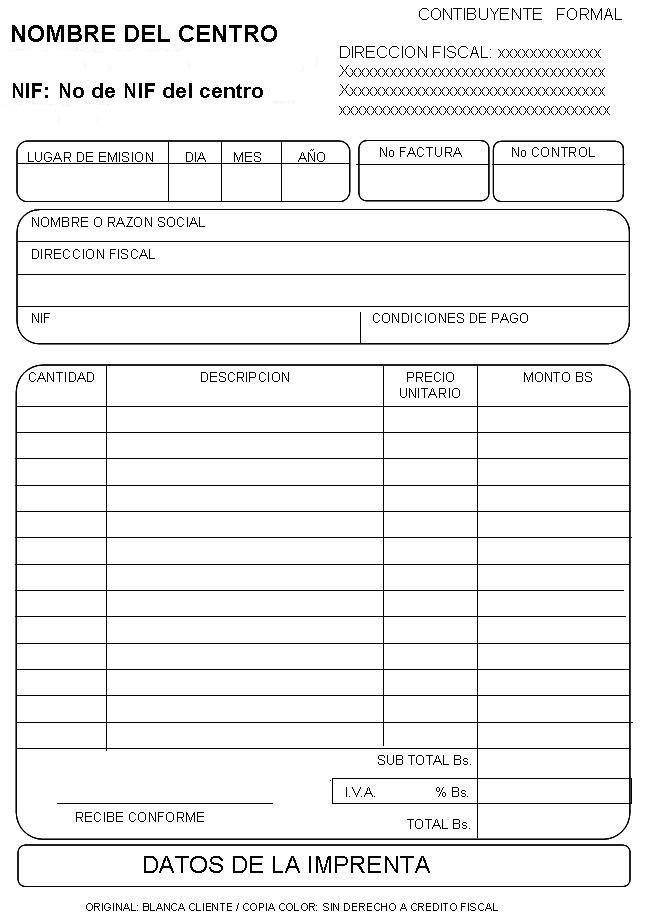 CONTIBUYENTE FORMAL
NOMBRE DEL CENTRO
DIRECCION FISCAL: xxxxxxxxxxxxx
Xxxxxxxxxxxxxxxxxxxxxxxxxxxxxxxxx
NIF: No de NIF del centro
Xxxxxxxxxxxxxxxxxxxxxxxxxxxxxxxxx
xxxxxxxxxxxxxxxxxxxxxxxxxxxxxxxxxx
LUGAR DE EMISION DIA MES AÑO No FACTURA No CONTROL
NOMBRE O RAZON SOCIAL
DIRECCION FISCAL
NIF CONDICIONES DE PAGO
CANTIDAD DESCRIPCION PRECIO UNITARIO MONTO BS
SUB TOTAL Bs.
I.V.A. % Bs.
RECIBE CONFORME
TOTAL Bs.
DATOS DE LA IMPRENTA
ORIGINAL: BLANCA CLIENTE / COPIA COLOR: SIN DERECHO A CREDITO FISCAL